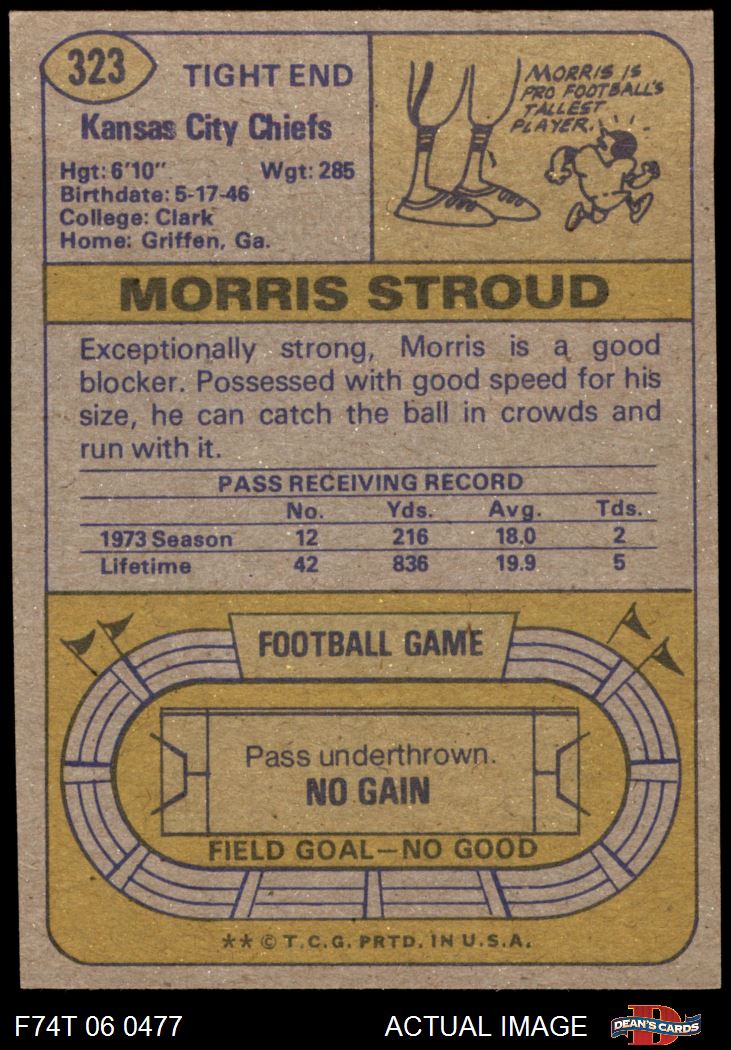 323
TIGHT END
Kansas City Chiefs
Hgt: 6'10" Wgt: 285
Birthdate: 5-17-46
College: Clark
Home: Griffen, Ga.
MORRIS IS
PRO FOOTBALL'S
TALLEST
PLAYER.
MORRIS STROUD
Exceptionally strong, Morris is a good
blocker. Possessed with good speed for his
size, he can catch the ball in crowds and
run with it.
PASS RECEIVING RECORD
No. Yds. Avg. Tds.
1973 Season 12 216 18.0 2
Lifetime 42 836 19.9 5
FOOTBALL GAME
Pass underthrown.
NO GAIN
FIELD GOAL—NO GOOD
** © T.C.G. PRTD. IN U.S.A.
F74T 06 0477 ACTUAL IMAGE
DEAN'S CARDS